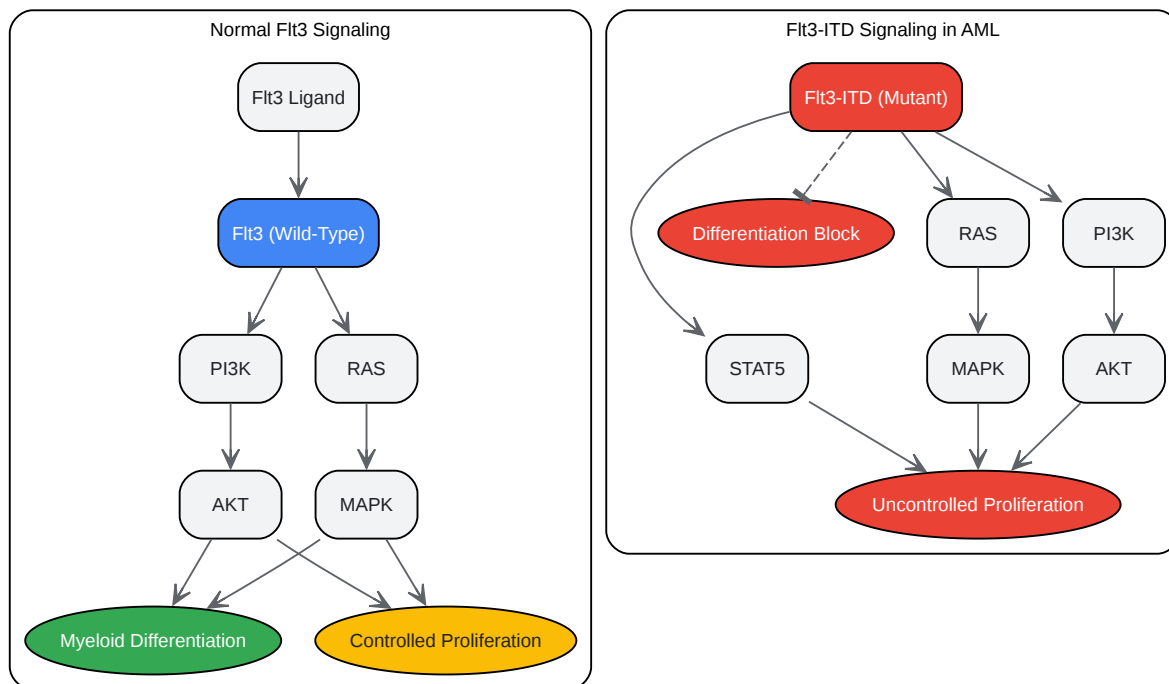 Normal Flt3 Signaling
Flt3 Ligand
Flt3 (Wild-Type)
PI3K
RAS
AKT
MAPK
Myeloid Differentiation
Controlled Proliferation
Flt3-ITD Signaling in AML
Flt3-ITD (Mutant)
Differentiation Block
RAS
PI3K
STAT5
MAPK
AKT
Uncontrolled Proliferation